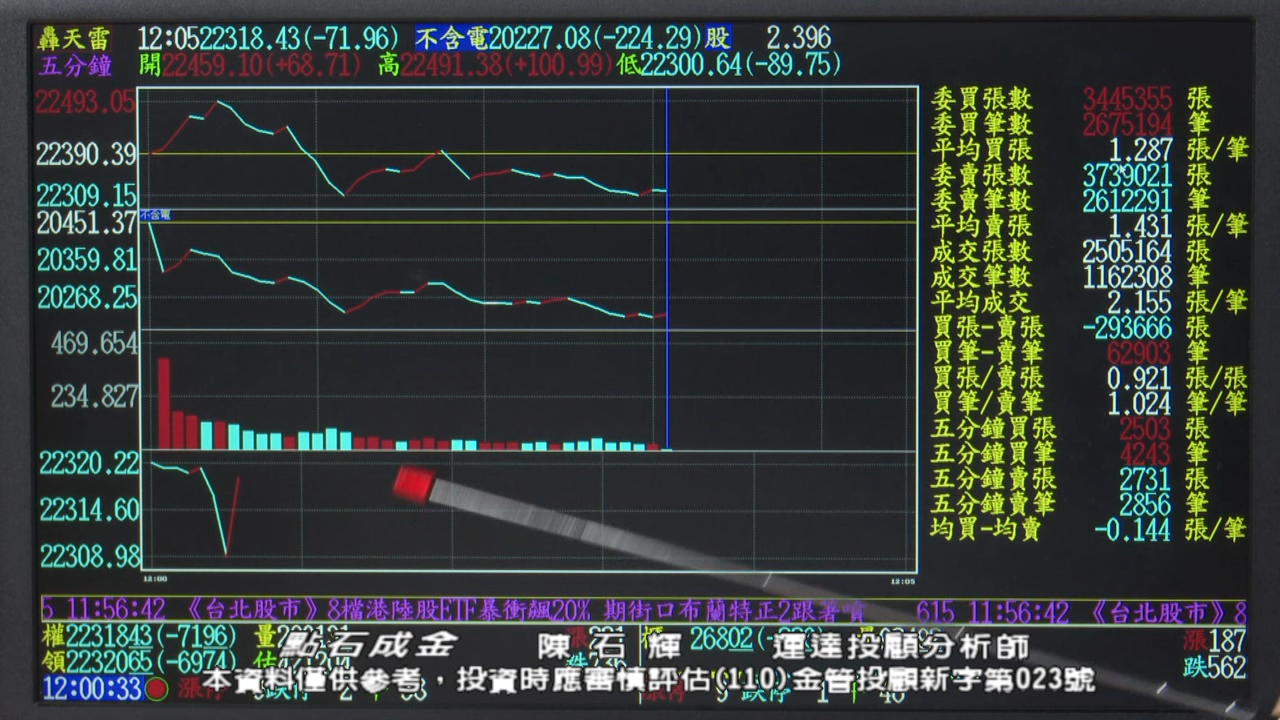 轟天雷 12:05 22318.43(-71.96) 不含電20227.08(-224.29)股 2.396
五分鐘 開22459.10(+68.71) 高22491.38(+100.99)低22300.64(-89.75)
22493.05
22390.39
22309.15
20451.37 不含電
20359.81
20268.25
469.654
234.827
22320.22
22314.60
22308.98
12:00 12:05
委買張數 3445355 張
委買筆數 2675194 筆
平均買張 1.287 張/筆
委賣張數 3739021 張
委賣筆數 2612291 筆
平均賣張 1.431 張/筆
成交張數 2505164 張
成交筆數 1162308 筆
平均成交 2.155 張/筆
買張-賣張 -293666 張
買筆-賣筆 62903 筆
買張/賣張 0.921 張/張
買筆/賣筆 1.024 筆/筆
五分鐘買張 2503 張
五分鐘買筆 4243 筆
五分鐘賣張 2731 張
五分鐘賣筆 2856 筆
均買-均賣 -0.144 張/筆
5 11:56:42 《台北股市》8檔港陸股ETF暴衝飆20% 期街口布蘭特正2跟著噴 615 11:56:42 《台北股市》8
權2231843(-7196) 量 26802 漲187
領2232065(-6974) 估 跌562
點石成金 陳石輝 運達投顧分析師
本資料僅供參考，投資時應審慎評估(110)金管投顧新字第023號
12:00:33